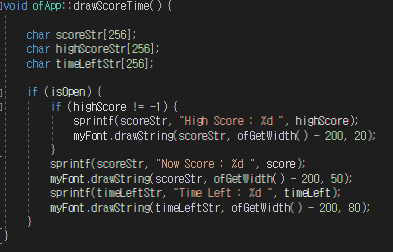 void ofApp::drawScoreTime() {
char scoreStr[256];
char highScoreStr[256];
char timeLeftStr[256];
if (isOpen) {
if (highScore != -1) {
sprintf(scoreStr, "High Score : %d ", highScore);
myFont.drawString(scoreStr, ofGetWidth() - 200, 20);
}
sprintf(scoreStr, "Now Score : %d ", score);
myFont.drawString(scoreStr, ofGetWidth() - 200, 50);
sprintf(timeLeftStr, "Time Left : %d ", timeLeft);
myFont.drawString(timeLeftStr, ofGetWidth() - 200, 80);
}
}